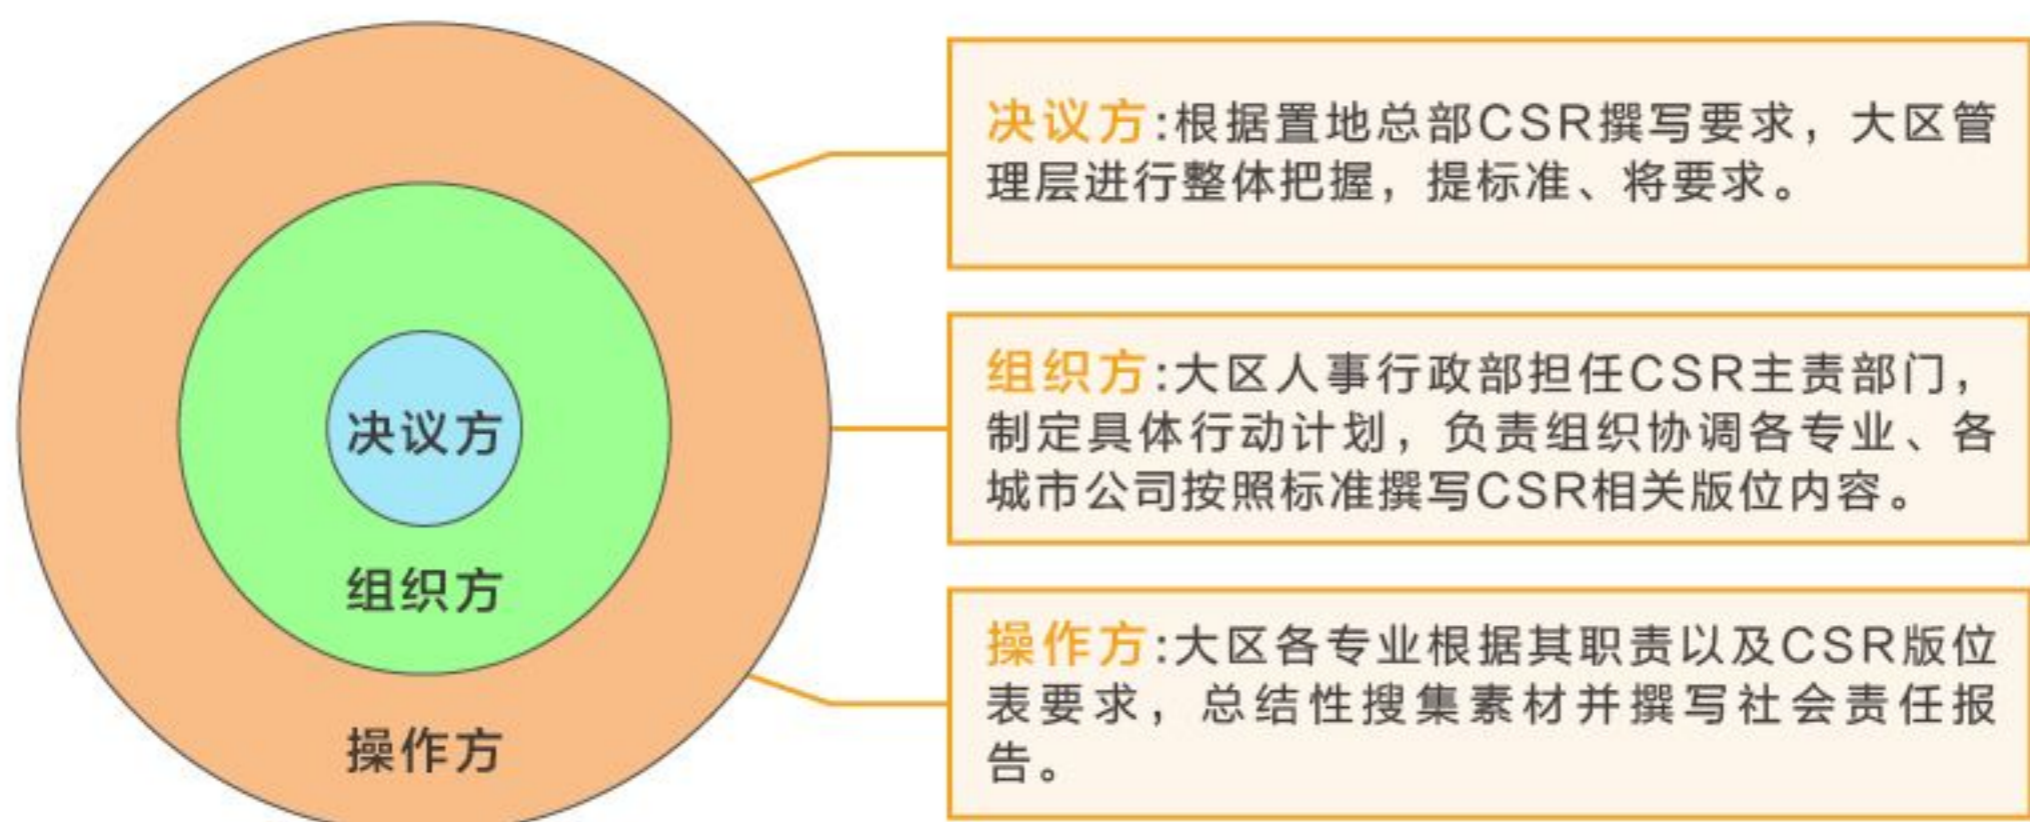 决议方
组织方
操作方
决议方:根据置地总部CSR撰写要求，大区管
理层进行整体把握，提标准、将要求。
组织方:大区人事行政部担任CSR主责部门，
制定具体行动计划，负责组织协调各专业、各
城市公司按照标准撰写CSR相关版位内容。
操作方:大区各专业根据其职责以及CSR版位
表要求，总结性搜集素材并撰写社会责任报
告。